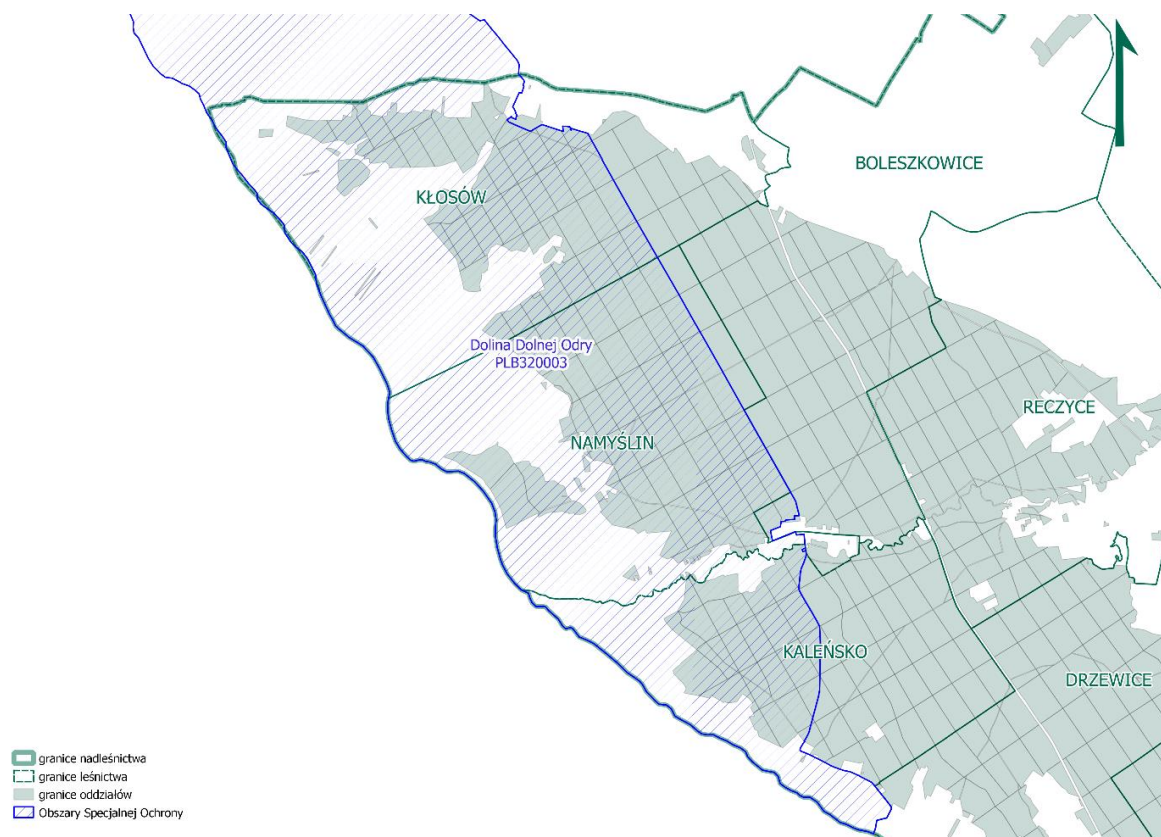 BOLESZKOWICE
KŁOSÓW
Dolina Dolnej Odry
PLB320003
RECZYCE
NAMYŚLIN
KALEŃSKO
DRZEWICE
granice nadleśnictwa
granice leśnictwa
granice oddziałów
Obszary Specjalnej Ochrony